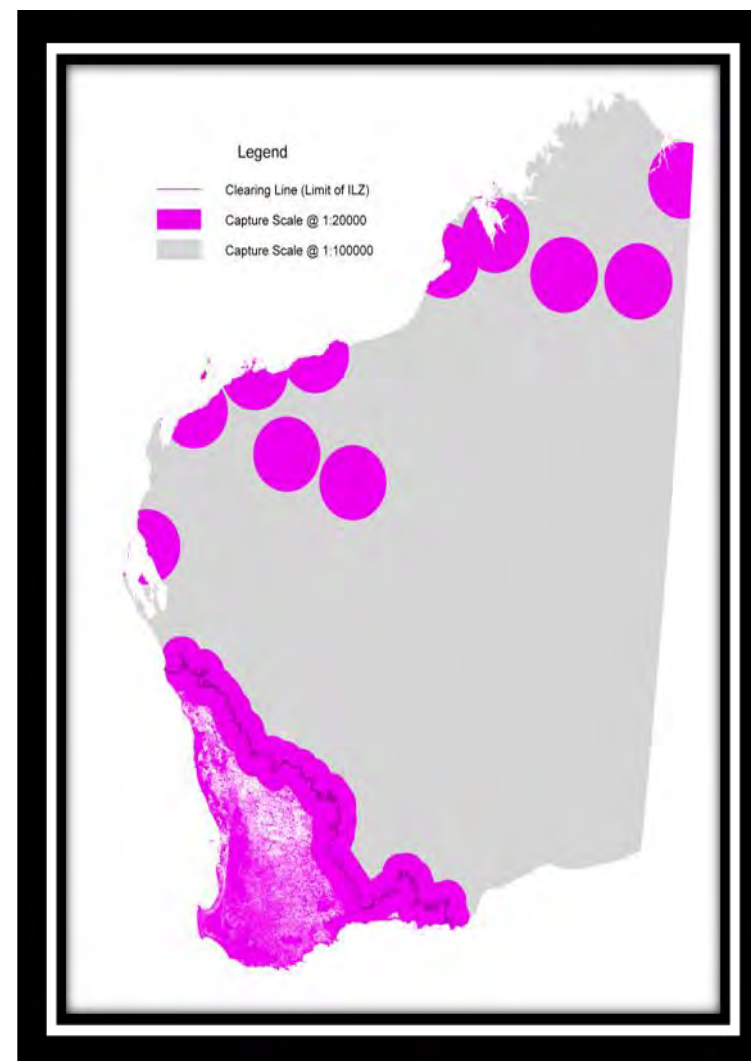 Legend
Clearing Line (Limit of ILZ)
Capture Scale @ 1:20000
Capture Scale @ 1:100000